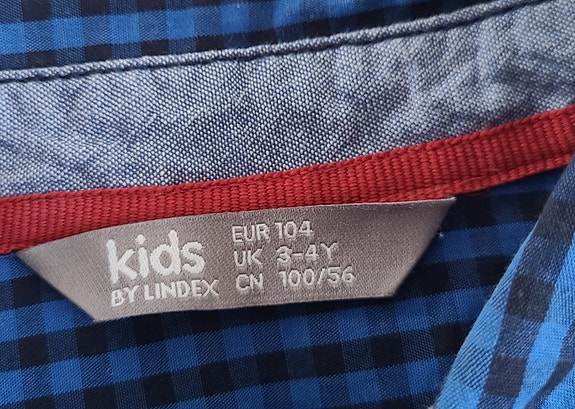 kids
BY LINDEX
EUR 104
UK 3-4Y
CN 100/56